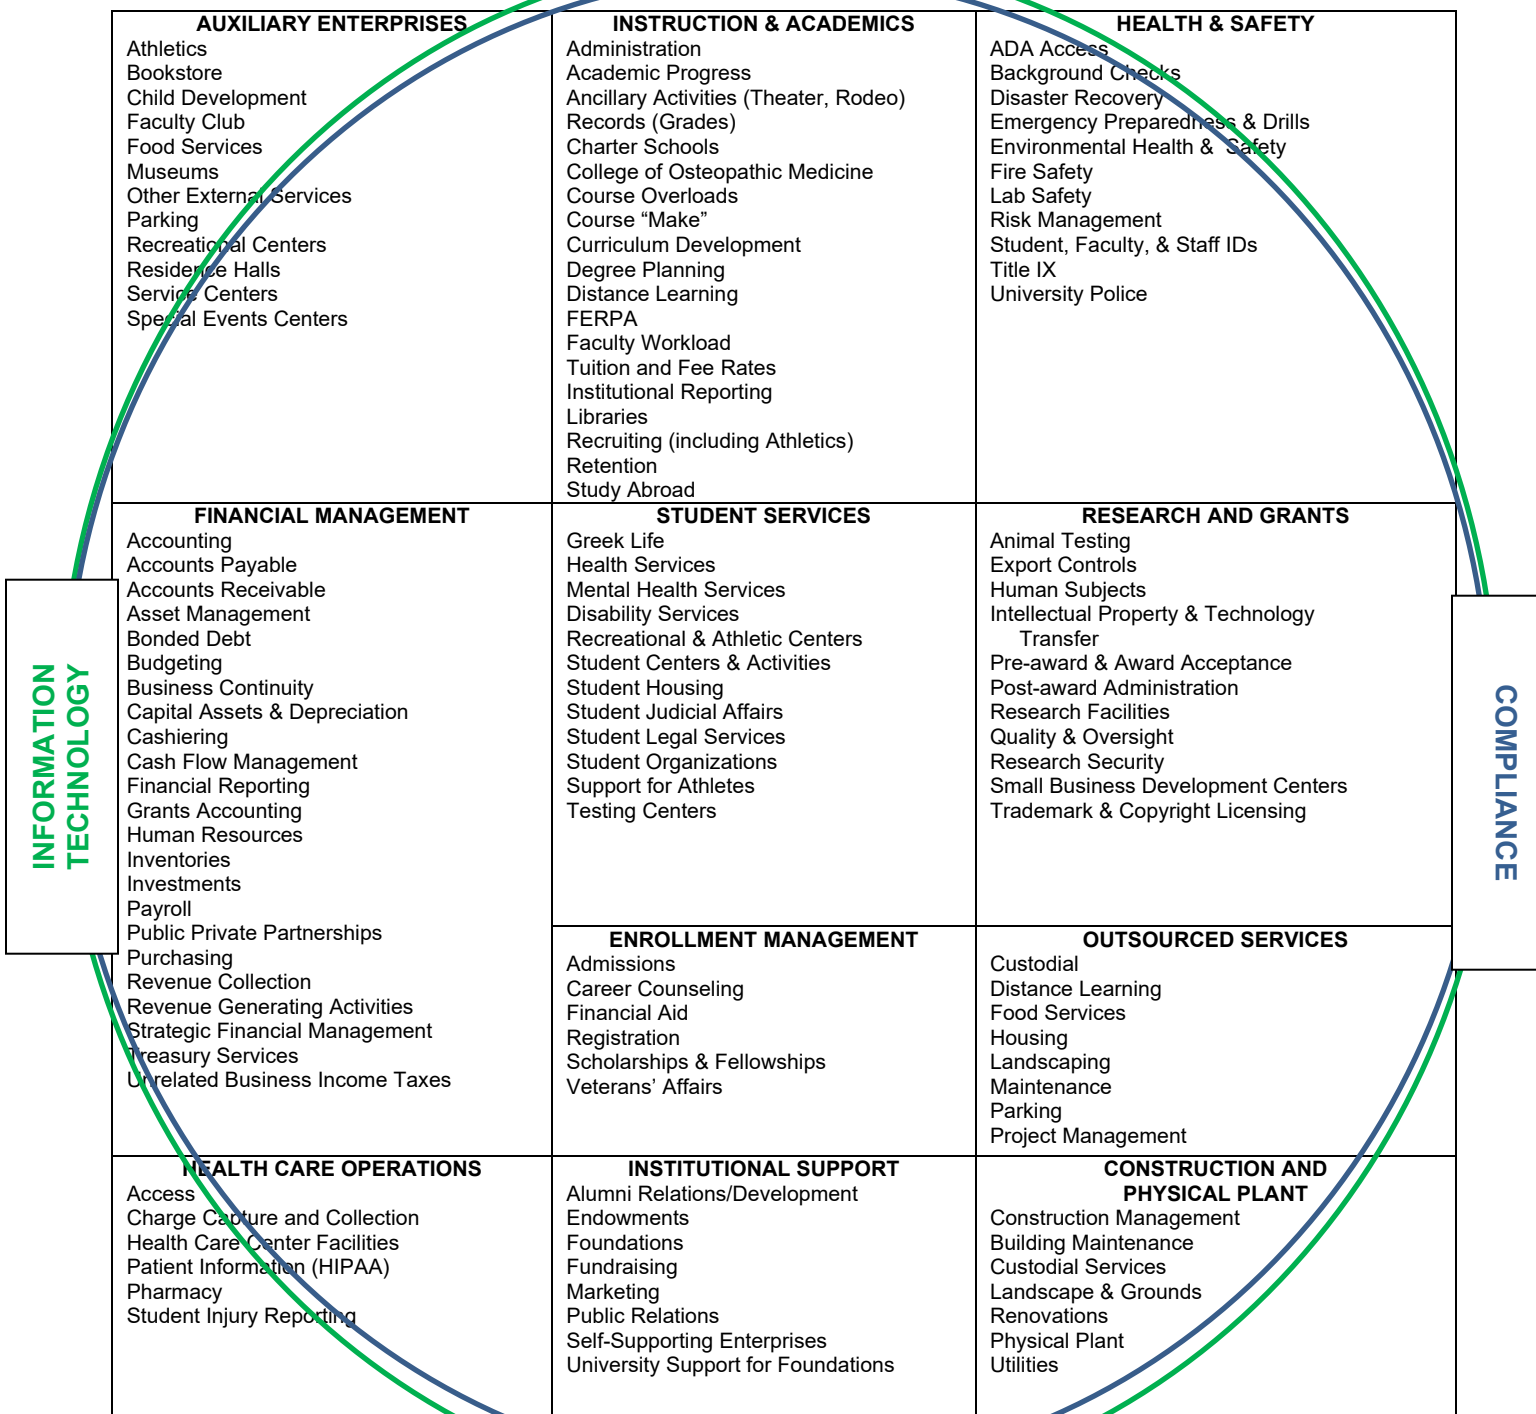 AUXILIARY ENTERPRISES
Athletics
Bookstore
Child Development
Faculty Club
Food Services
Museums
Other External Services
Parking
Recreational Centers
Residence Halls
Service Centers
Special Events Centers
INSTRUCTION & ACADEMICS
Administration
Academic Progress
Ancillary Activities (Theater, Rodeo)
Records (Grades)
Charter Schools
College of Osteopathic Medicine
Course Overloads
Course “Make”
Curriculum Development
Degree Planning
Distance Learning
FERPA
Faculty Workload
Tuition and Fee Rates
Institutional Reporting
Libraries
Recruiting (including Athletics)
Retention
Study Abroad
HEALTH & SAFETY
ADA Access
Background Checks
Disaster Recovery
Emergency Preparedness & Drills
Environmental Health & Safety
Fire Safety
Lab Safety
Risk Management
Student, Faculty, & Staff IDs
Title IX
University Police
INFORMATION
TECHNOLOGY
FINANCIAL MANAGEMENT
Accounting
Accounts Payable
Accounts Receivable
Asset Management
Bonded Debt
Budgeting
Business Continuity
Capital Assets & Depreciation
Cashiering
Cash Flow Management
Financial Reporting
Grants Accounting
Human Resources
Inventories
Investments
Payroll
Public Private Partnerships
Purchasing
Revenue Collection
Revenue Generating Activities
Strategic Financial Management
Treasury Services
Unrelated Business Income Taxes
STUDENT SERVICES
Greek Life
Health Services
Mental Health Services
Disability Services
Recreational & Athletic Centers
Student Centers & Activities
Student Housing
Student Judicial Affairs
Student Legal Services
Student Organizations
Support for Athletes
Testing Centers
RESEARCH AND GRANTS
Animal Testing
Export Controls
Human Subjects
Intellectual Property & Technology
Transfer
Pre-award & Award Acceptance
Post-award Administration
Research Facilities
Quality & Oversight
Research Security
Small Business Development Centers
Trademark & Copyright Licensing
COMPLIANCE
ENROLLMENT MANAGEMENT
Admissions
Career Counseling
Financial Aid
Registration
Scholarships & Fellowships
Veterans’ Affairs
OUTSOURCED SERVICES
Custodial
Distance Learning
Food Services
Housing
Landscaping
Maintenance
Parking
Project Management
HEALTH CARE OPERATIONS
Access
Charge Capture and Collection
Health Care Center Facilities
Patient Information (HIPAA)
Pharmacy
Student Injury Reporting
INSTITUTIONAL SUPPORT
Alumni Relations/Development
Endowments
Foundations
Fundraising
Marketing
Public Relations
Self-Supporting Enterprises
University Support for Foundations
CONSTRUCTION AND
PHYSICAL PLANT
Construction Management
Building Maintenance
Custodial Services
Landscape & Grounds
Renovations
Physical Plant
Utilities